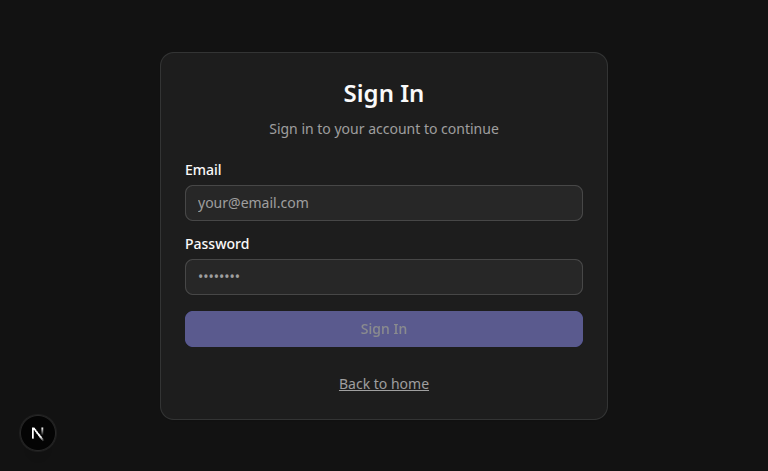 Sign In
Sign in to your account to continue
Email
your@email.com
Password
••••••••
Sign In
Back to home
N